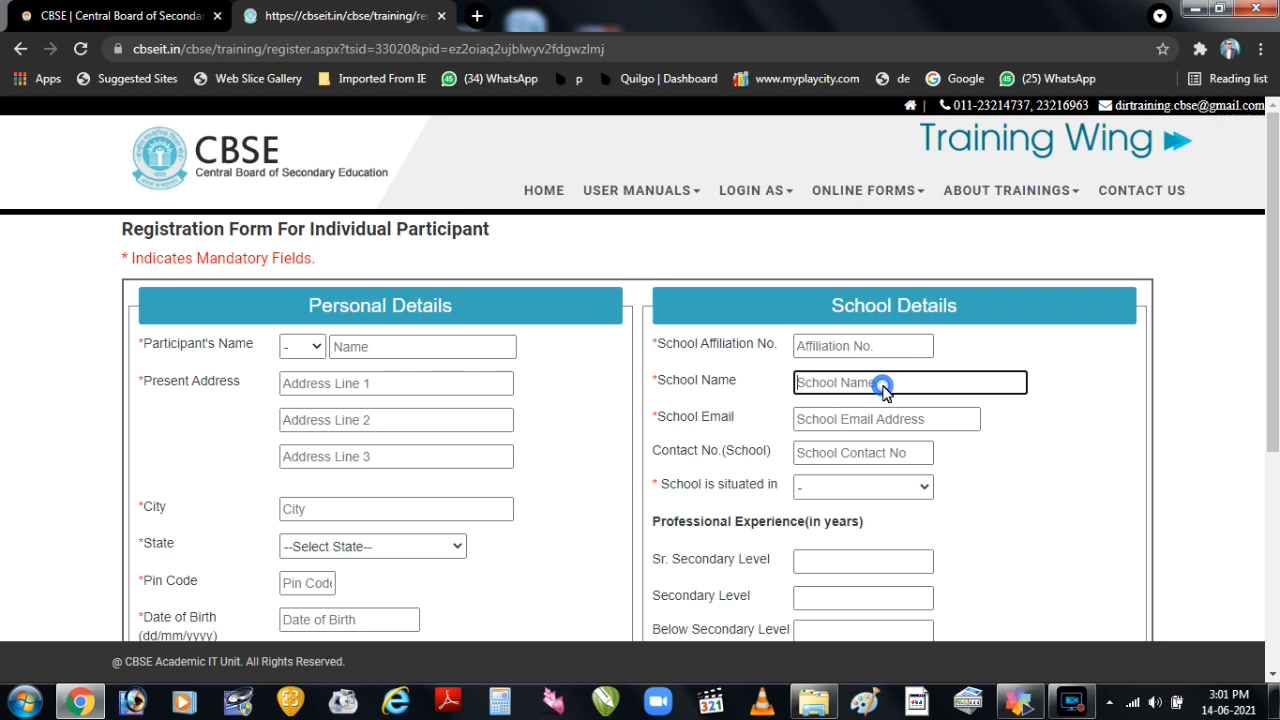 CBSE | Central Board of Secondar
https://cbseit.in/cbse/training/re
cbseit.in/cbse/training/register.aspx?tsid=33020&pid=ez2oiaq2ujblwyv2fdgwzlmj
Apps Suggested Sites Web Slice Gallery Imported From IE (34) WhatsApp p Quilgo | Dashboard www.myplaycity.com de Google (25) WhatsApp Reading list
| 011-23214737, 23216963 dirtraining.cbse@gmail.com
CBSE
Central Board of Secondary Education
Training Wing
HOME USER MANUALS LOGIN AS ONLINE FORMS ABOUT TRAININGS CONTACT US
Registration Form For Individual Participant
* Indicates Mandatory Fields.
Personal Details
*Participant's Name - Name
*Present Address Address Line 1
Address Line 2
Address Line 3
*City City
*State --Select State--
*Pin Code Pin Code
*Date of Birth Date of Birth
(dd/mm/yyyy)
School Details
*School Affiliation No. Affiliation No.
*School Name School Name
*School Email School Email Address
Contact No.(School) School Contact No
* School is situated in -
Professional Experience(in years)
Sr. Secondary Level
Secondary Level
Below Secondary Level
@ CBSE Academic IT Unit. All Rights Reserved.
321
3:01 PM
14-06-2021